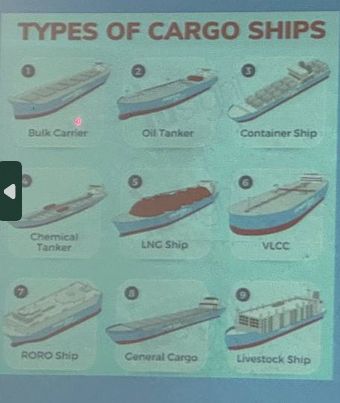 TYPES OF CARGO SHIPS
1 2 3
Bulk Carrier Oil Tanker Container Ship
5 6
Chemical
Tanker LNG Ship VLCC
7 8 9
RORO Ship General Cargo Livestock Ship